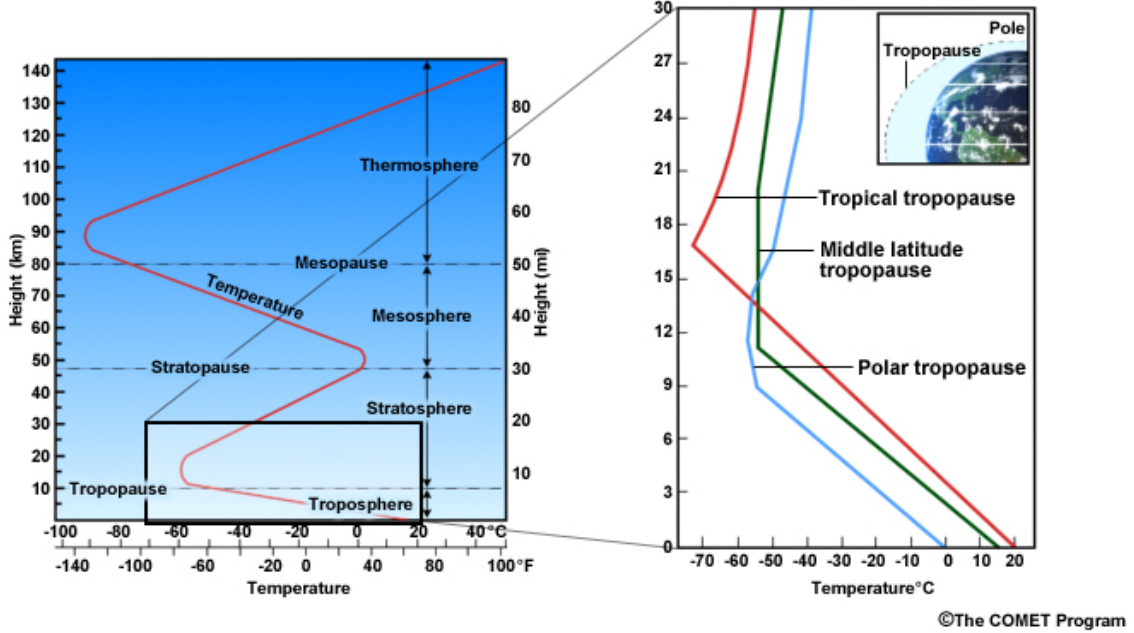 140
130
120
110
100
90
80
70
60
50
40
30
20
10
Height (km)
80
70
60
50
40
30
20
10
Height (mi)
Thermosphere
Mesopause
Temperature
Mesosphere
Stratopause
Stratosphere
Tropopause
Troposphere
-100 -80 -60 -40 -20 0 20 40°C
-140 -100 -60 -20 0 40 80 100°F
Temperature
30
27
24
21
18
15
12
9
6
3
0
Pole
Tropopause
Tropical tropopause
Middle latitude
tropopause
Polar tropopause
-70 -60 -50 -40 -30 -20 -10 -0 10 20
Temperature°C
©The COMET Program